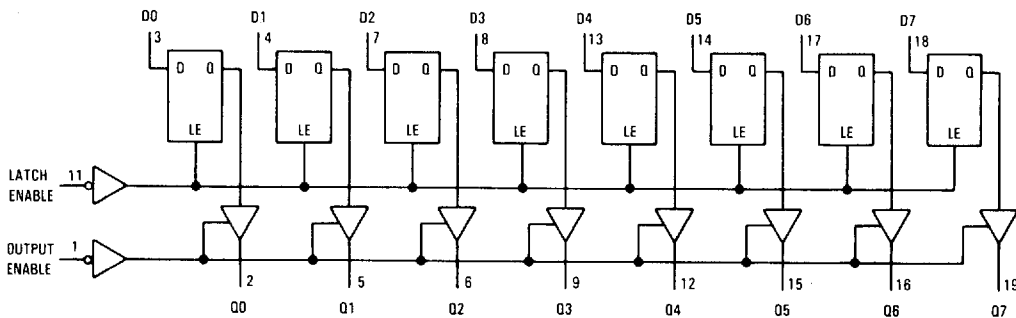 D0 D1 D2 D3 D4 D5 D6 D7
3 4 7 8 13 14 17 18
D Q D Q D Q D Q D Q D Q D Q D Q
LE LE LE LE LE LE LE LE
LATCH 11
ENABLE
OUTPUT 1
ENABLE
2 5 6 9 12 15 16 19
Q0 Q1 Q2 Q3 Q4 Q5 Q6 Q7